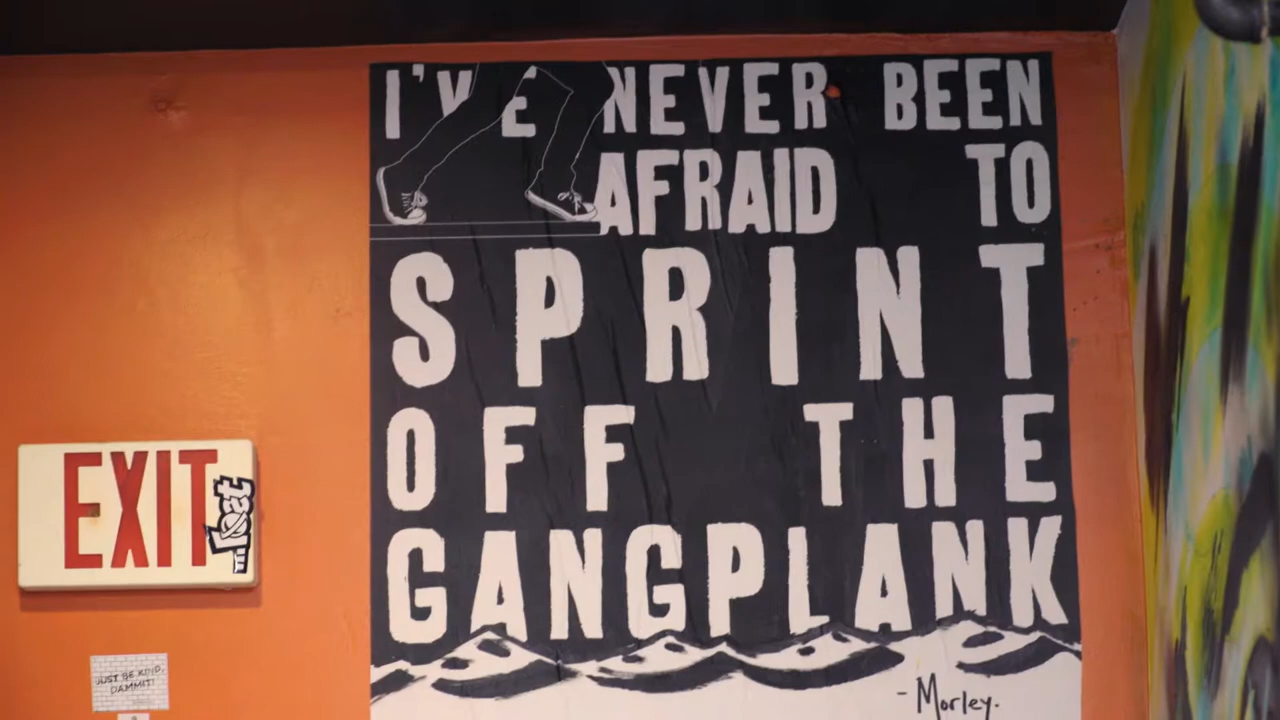 I'VE NEVER BEEN
AFRAID TO
SPRINT
OFF THE
GANGPLANK
- Morley.
EXIT
JUST BE KIND,
DAMMIT!